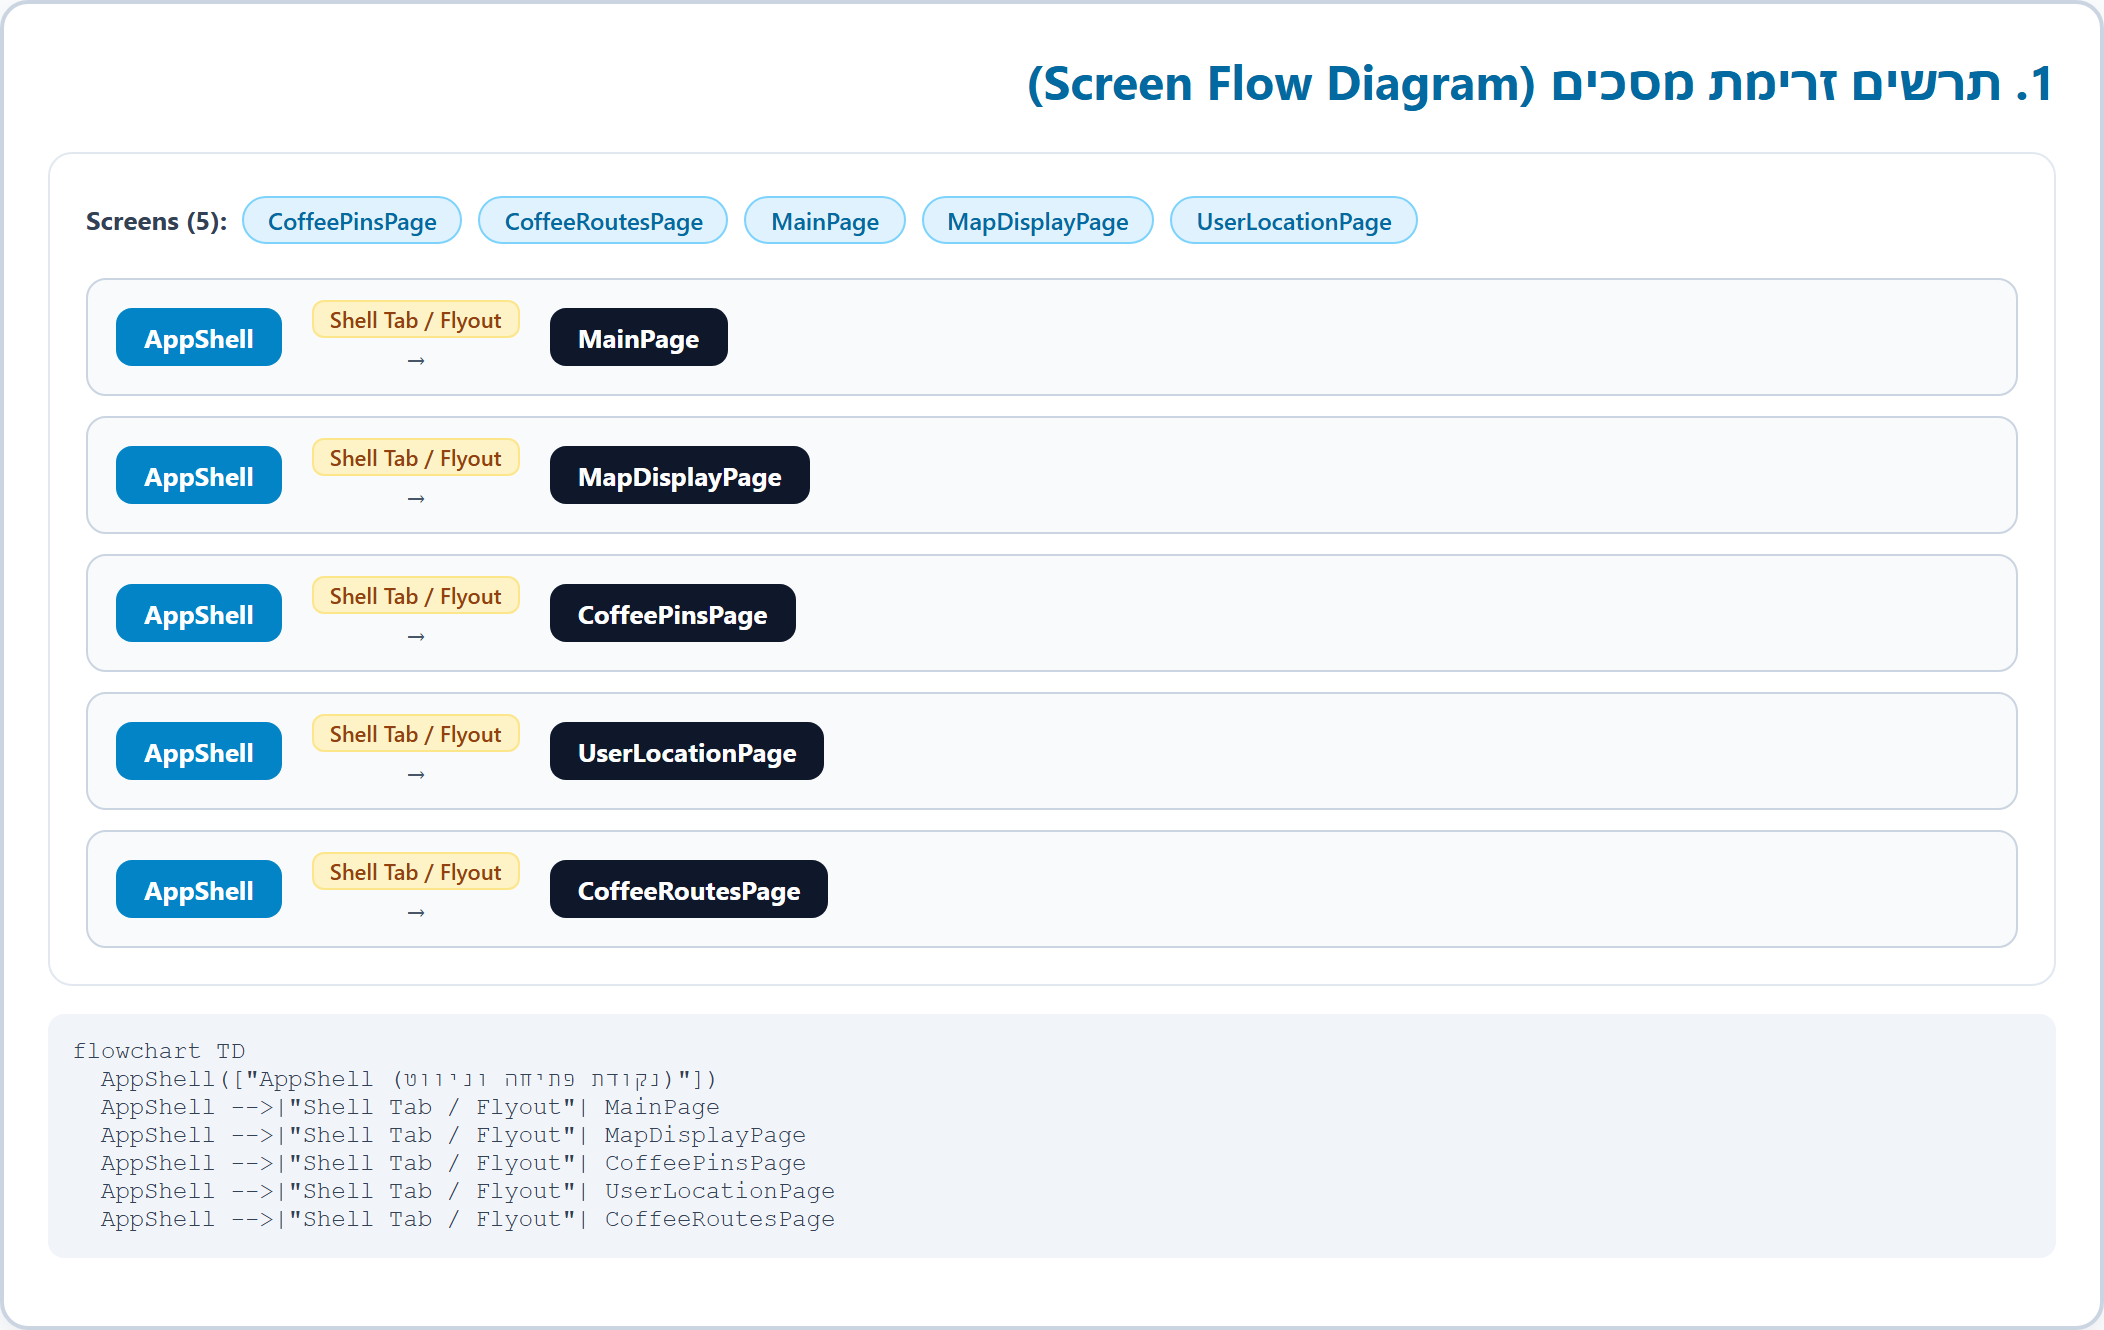 1. תרשים זרימת מסכים (Screen Flow Diagram)
Screens (5): CoffeePinsPage CoffeeRoutesPage MainPage MapDisplayPage UserLocationPage
AppShell Shell Tab / Flyout → MainPage
AppShell Shell Tab / Flyout → MapDisplayPage
AppShell Shell Tab / Flyout → CoffeePinsPage
AppShell Shell Tab / Flyout → UserLocationPage
AppShell Shell Tab / Flyout → CoffeeRoutesPage
flowchart TD
AppShell(["AppShell (נקודת פתיחה וניווט)"])
AppShell -->|"Shell Tab / Flyout"| MainPage
AppShell -->|"Shell Tab / Flyout"| MapDisplayPage
AppShell -->|"Shell Tab / Flyout"| CoffeePinsPage
AppShell -->|"Shell Tab / Flyout"| UserLocationPage
AppShell -->|"Shell Tab / Flyout"| CoffeeRoutesPage